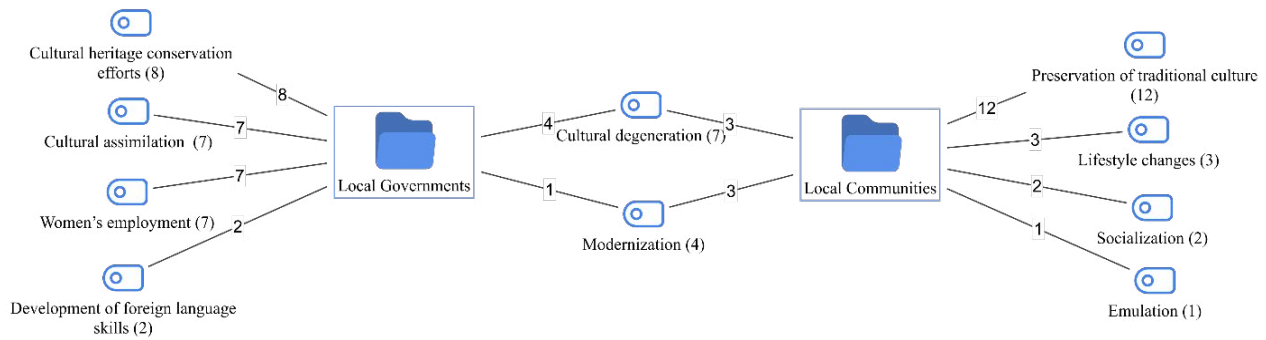 Cultural heritage conservation
efforts (8)
8
Cultural assimilation (7)
7
Women's employment (7)
7
Development of foreign language
skills (2)
2
Local Governments
4
Cultural degeneration (7)
3
1
Modernization (4)
3
Local Communities
12
Preservation of traditional culture
(12)
3
Lifestyle changes (3)
2
Socialization (2)
1
Emulation (1)